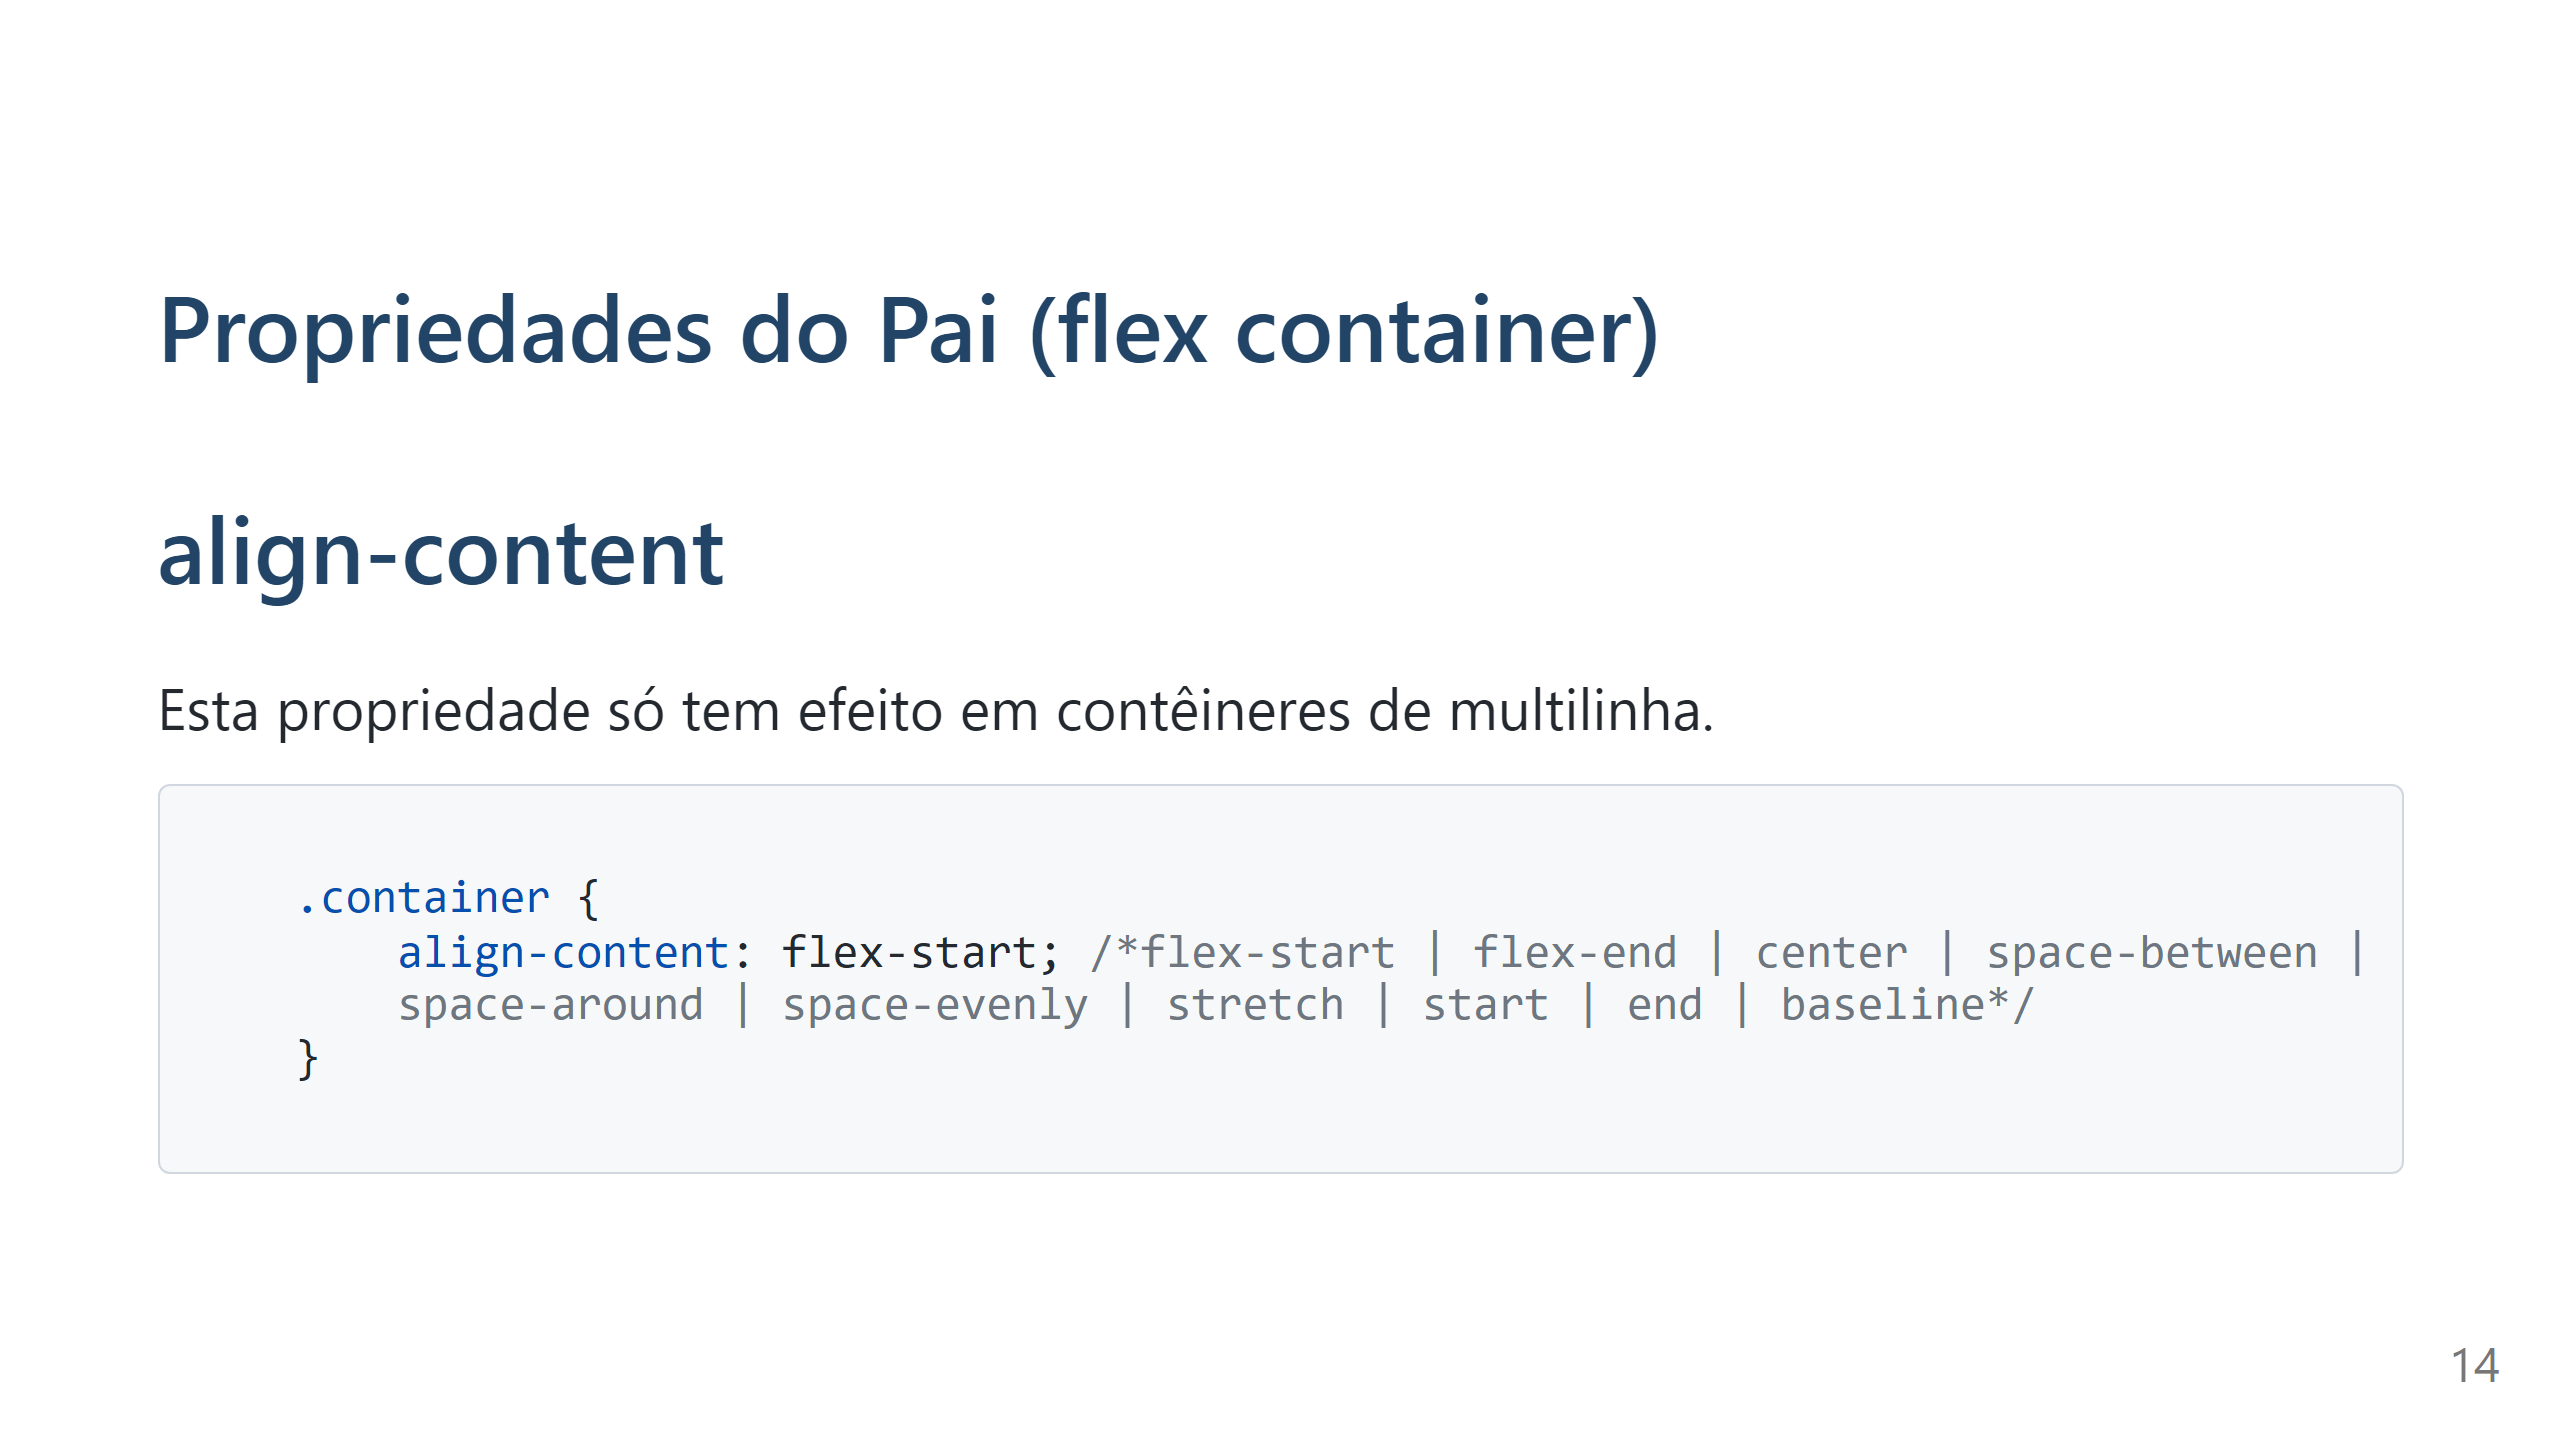 Propriedades do Pai (flex container)
align-content
Esta propriedade só tem efeito em contêineres de multilinha.
.container {
align-content: flex-start; /*flex-start | flex-end | center | space-between |
space-around | space-evenly | stretch | start | end | baseline*/
}
14